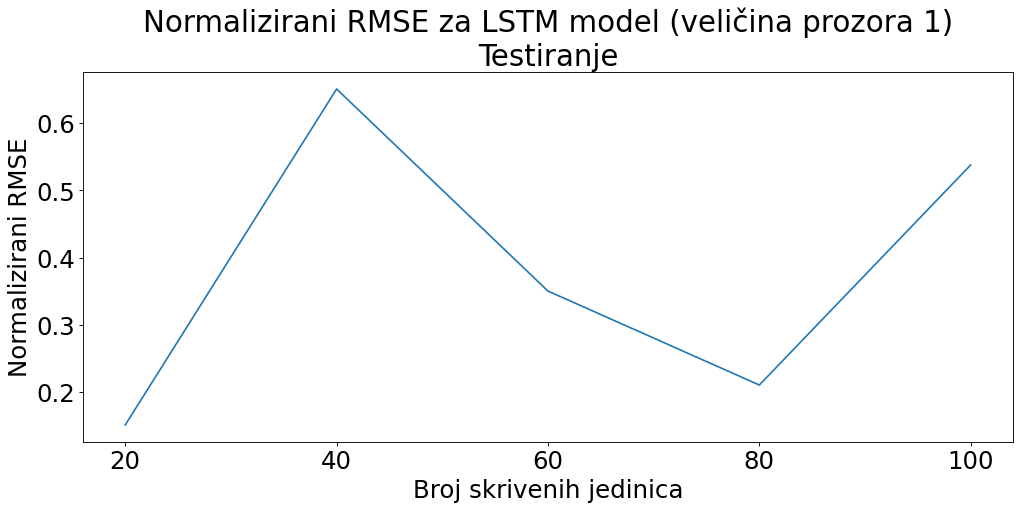 Normalizirani RMSE za LSTM model (veličina prozora 1)
Testiranje
Normalizirani RMSE
0.6
0.5
0.4
0.3
0.2
20 40 60 80 100
Broj skrivenih jedinica